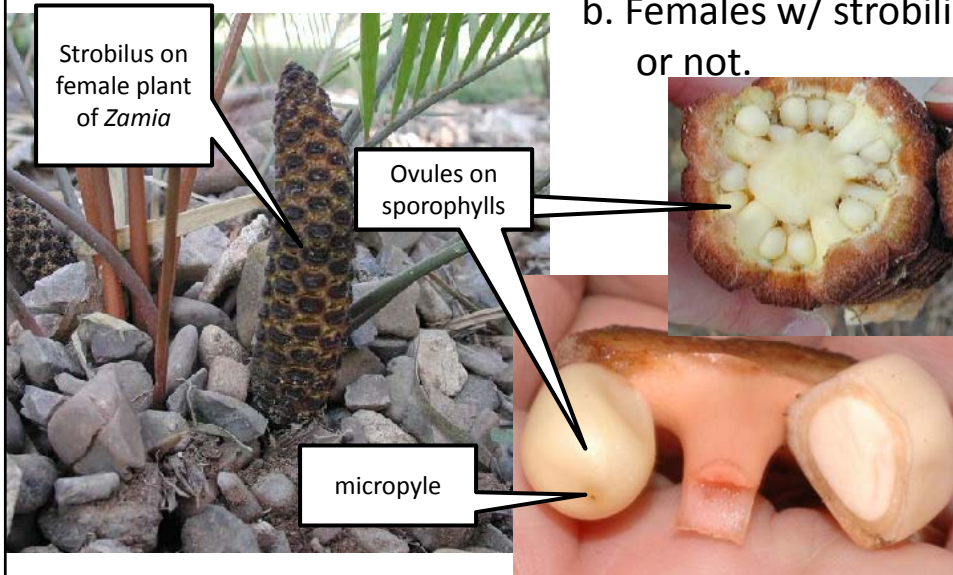 b. Females w/ strobili
or not.
Strobilus on
female plant
of Zamia
Ovules on
sporophylls
micropyle